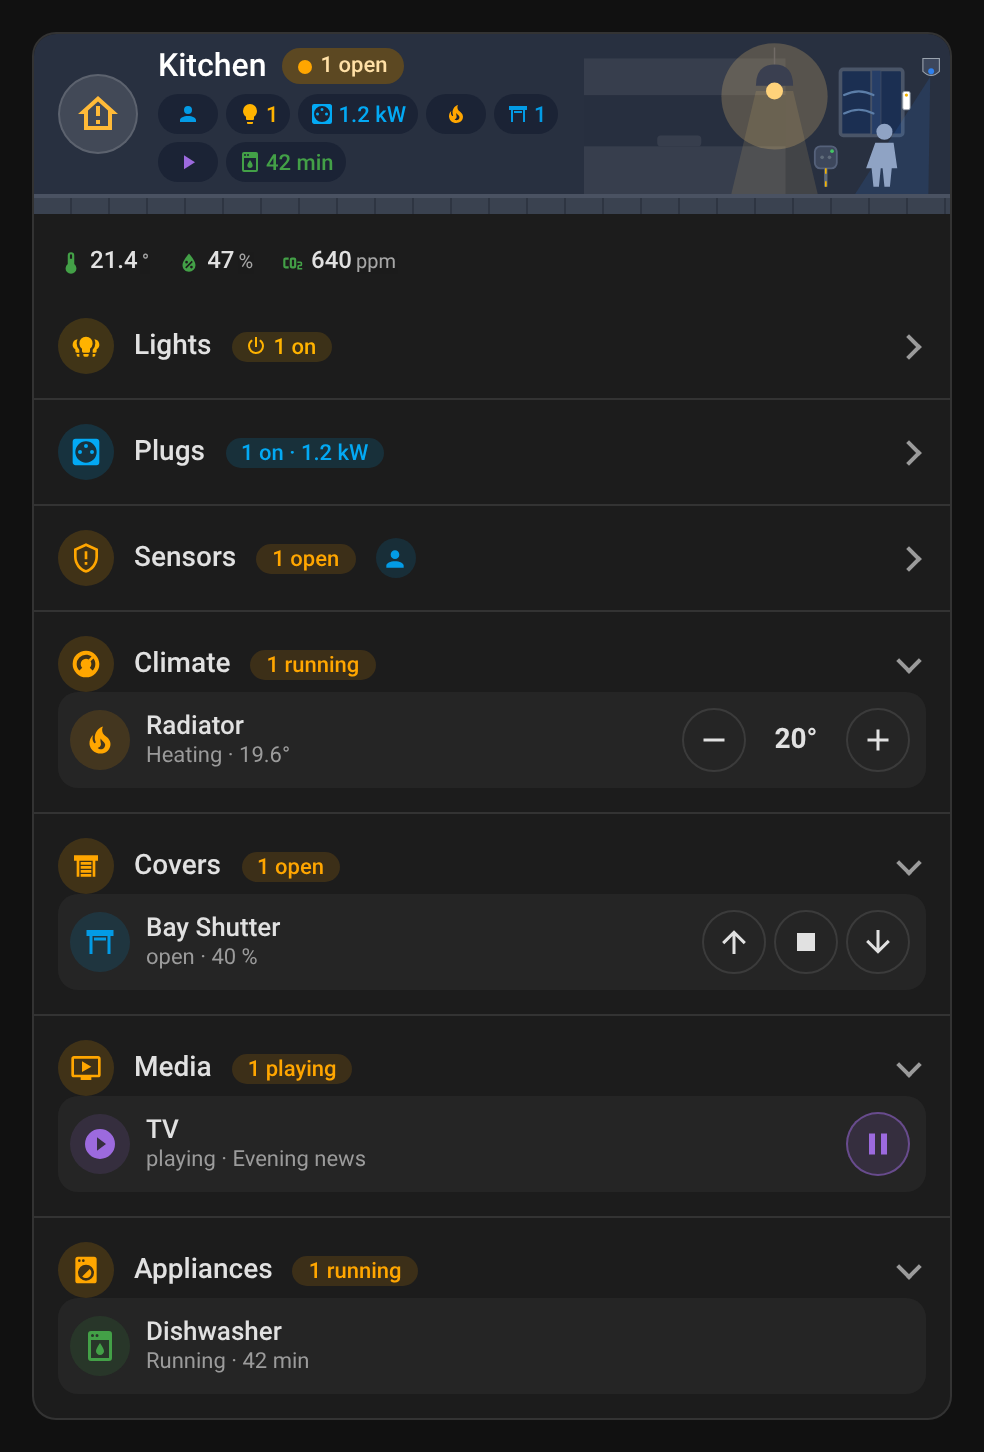 Kitchen 1 open
1 1.2 kW 1
42 min
21.4 ° 47 % CO₂ 640 ppm
Lights 1 on
Plugs 1 on · 1.2 kW
Sensors 1 open
Climate 1 running
Radiator
Heating · 19.6°
20°
Covers 1 open
Bay Shutter
open · 40 %
Media 1 playing
TV
playing · Evening news
Appliances 1 running
Dishwasher
Running · 42 min